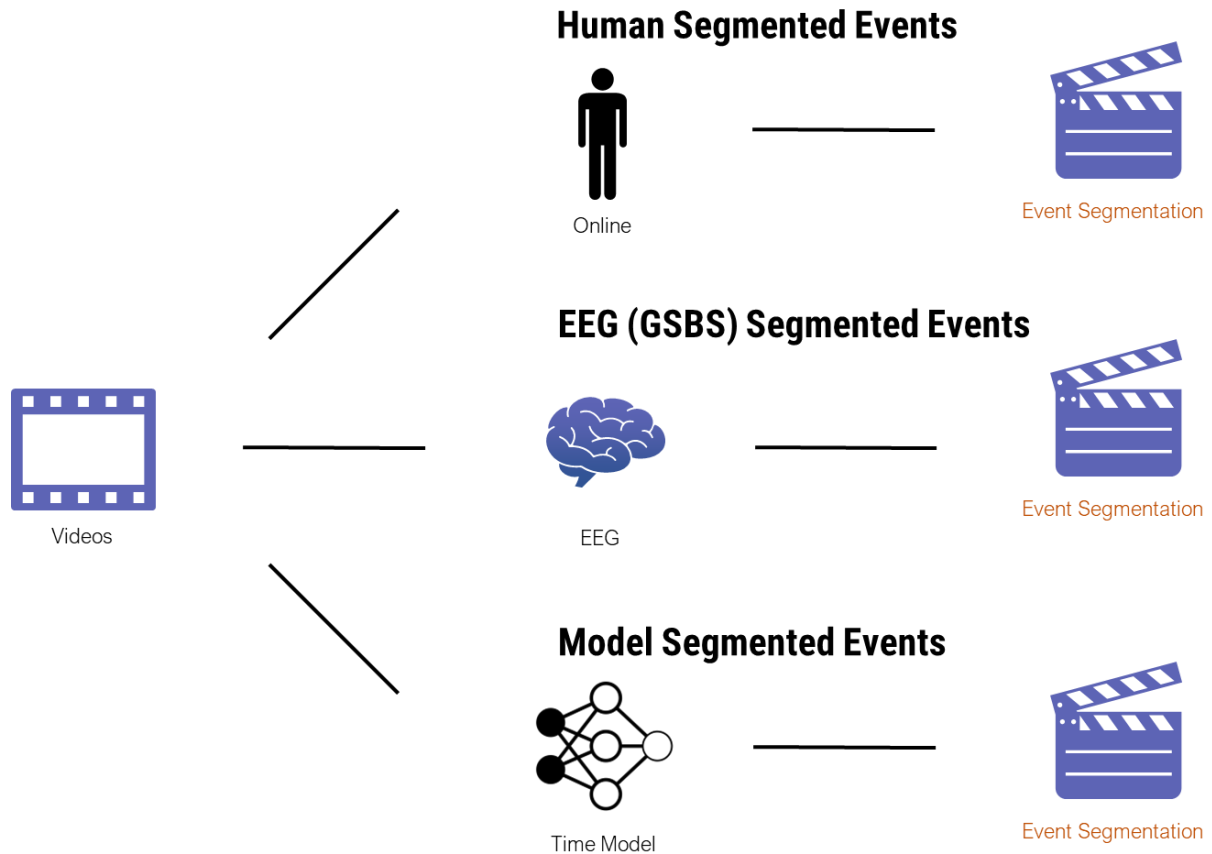 Human Segmented Events
Online
Event Segmentation
EEG (GSBS) Segmented Events
Videos
EEG
Event Segmentation
Model Segmented Events
Time Model
Event Segmentation